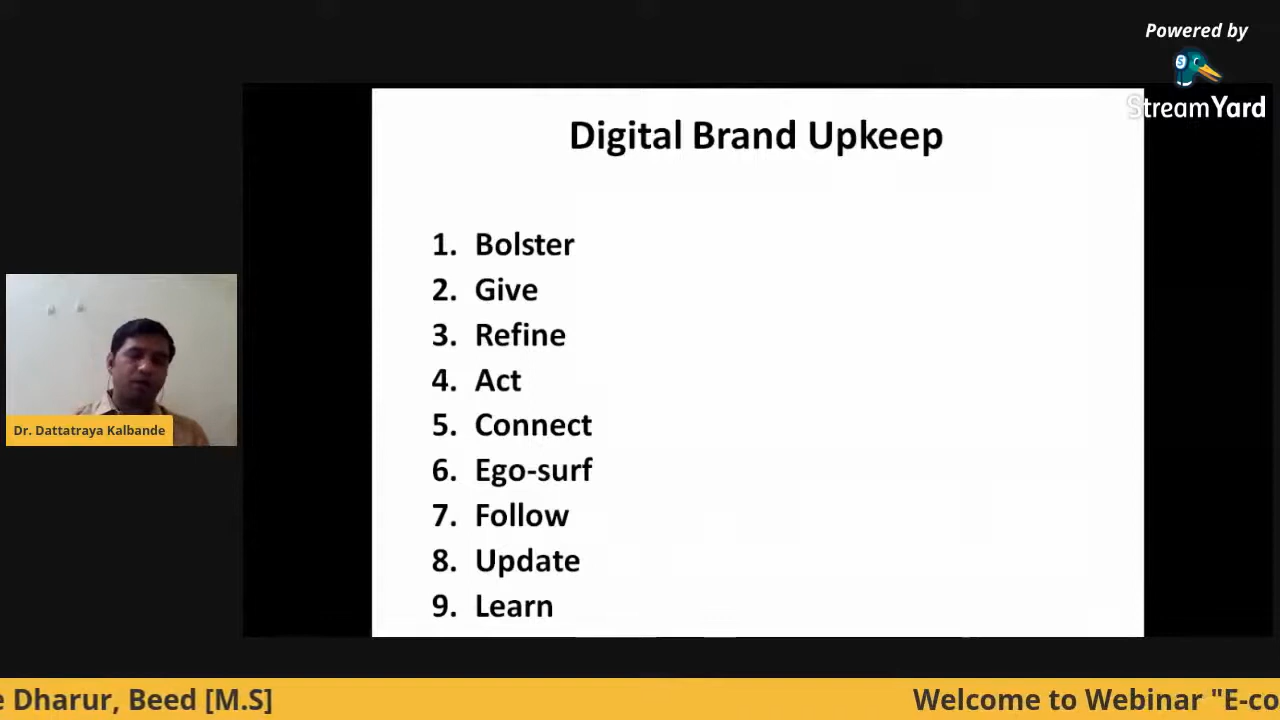 Powered by
StreamYard
Digital Brand Upkeep
1. Bolster
2. Give
3. Refine
4. Act
5. Connect
6. Ego-surf
7. Follow
8. Update
9. Learn
Dr. Dattatraya Kalbande
e Dharur, Beed [M.S]
Welcome to Webinar "E-co